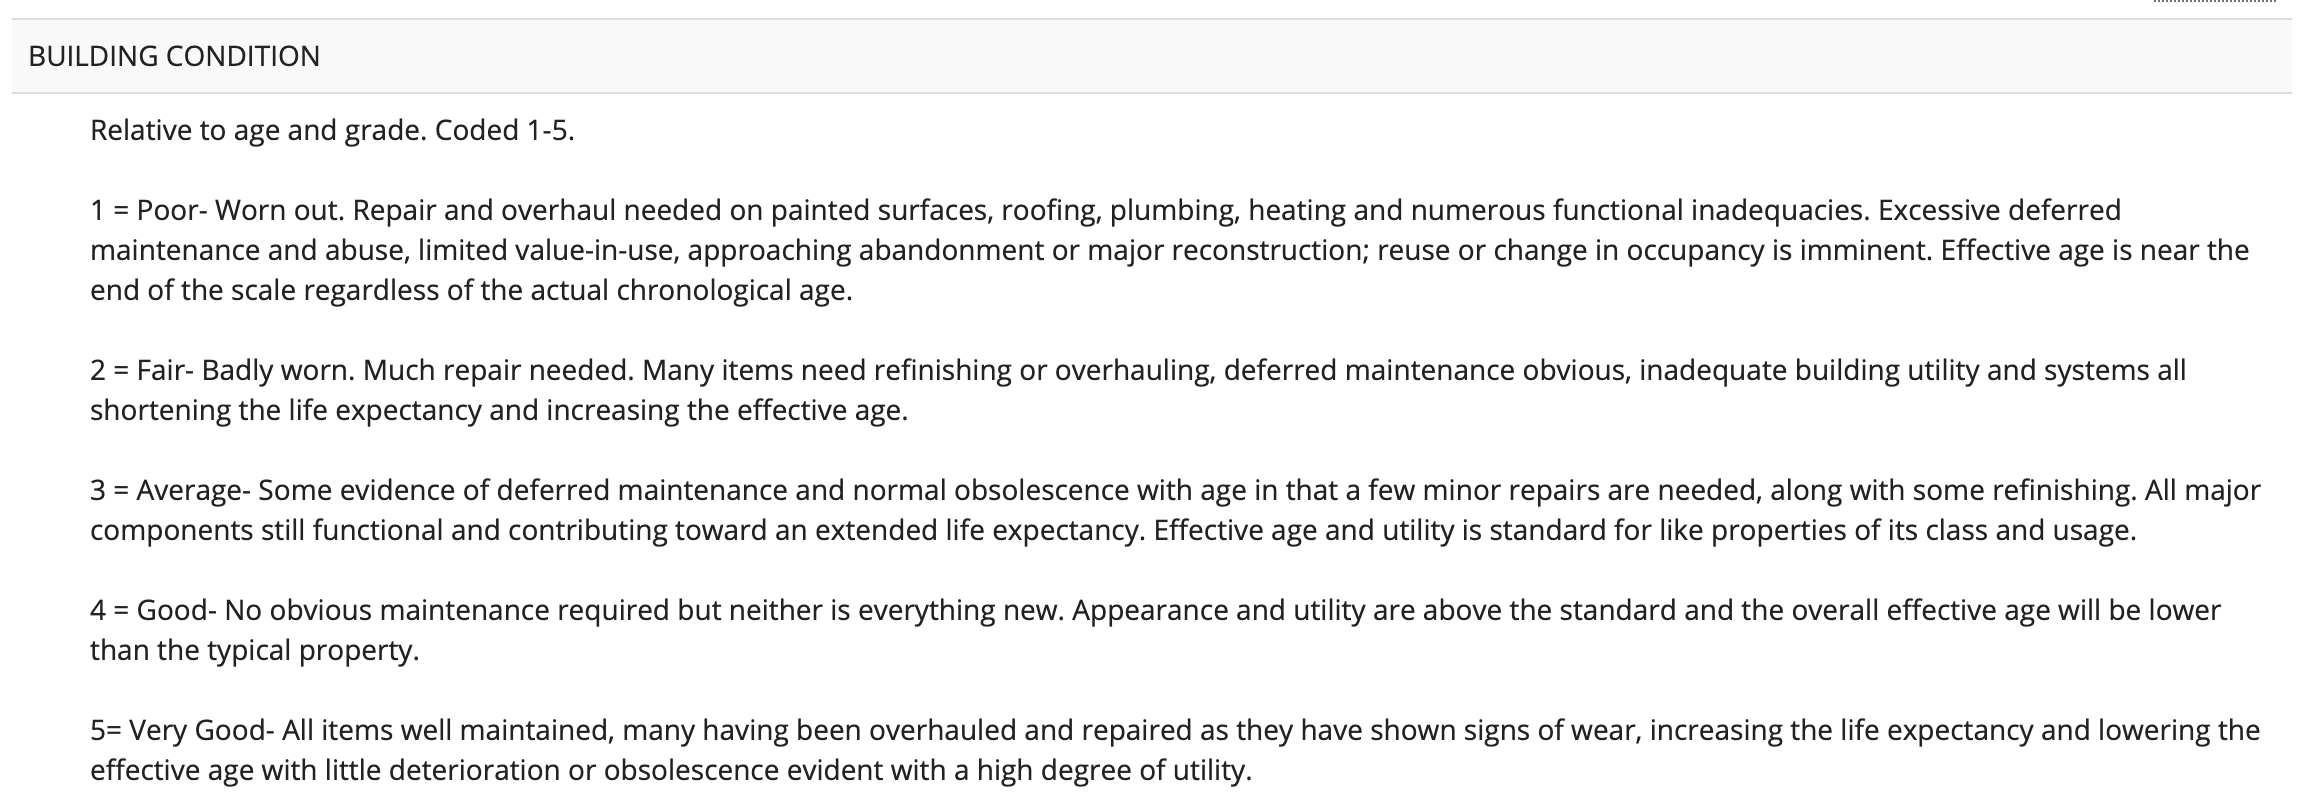 BUILDING CONDITION
Relative to age and grade. Coded 1-5.
1 = Poor- Worn out. Repair and overhaul needed on painted surfaces, roofing, plumbing, heating and numerous functional inadequacies. Excessive deferred
maintenance and abuse, limited value-in-use, approaching abandonment or major reconstruction; reuse or change in occupancy is imminent. Effective age is near the
end of the scale regardless of the actual chronological age.
2 = Fair- Badly worn. Much repair needed. Many items need refinishing or overhauling, deferred maintenance obvious, inadequate building utility and systems all
shortening the life expectancy and increasing the effective age.
3 = Average- Some evidence of deferred maintenance and normal obsolescence with age in that a few minor repairs are needed, along with some refinishing. All major
components still functional and contributing toward an extended life expectancy. Effective age and utility is standard for like properties of its class and usage.
4 = Good- No obvious maintenance required but neither is everything new. Appearance and utility are above the standard and the overall effective age will be lower
than the typical property.
5= Very Good- All items well maintained, many having been overhauled and repaired as they have shown signs of wear, increasing the life expectancy and lowering the
effective age with little deterioration or obsolescence evident with a high degree of utility.